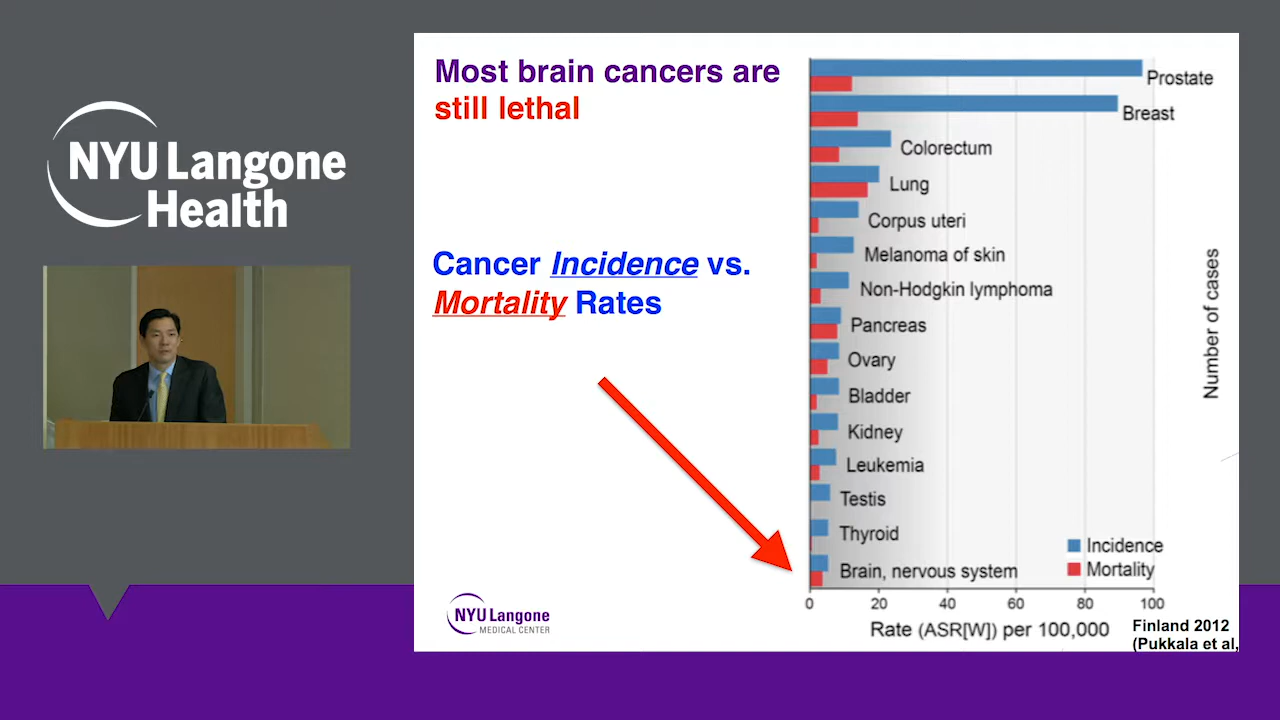 NYU Langone
Health
Most brain cancers are
still lethal
Cancer Incidence vs.
Mortality Rates
Prostate
Breast
Colorectum
Lung
Corpus uteri
Melanoma of skin
Non-Hodgkin lymphoma
Pancreas
Ovary
Bladder
Kidney
Leukemia
Testis
Thyroid
Brain, nervous system
Number of cases
Incidence
Mortality
0 20 40 60 80 100
Rate (ASR[W]) per 100,000
Finland 2012
(Pukkala et al,
NYU Langone
MEDICAL CENTER